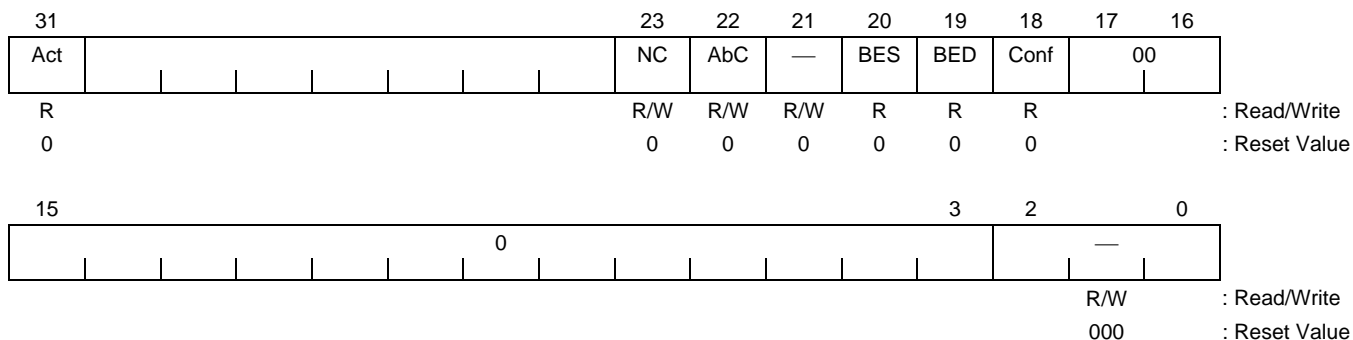 31 23 22 21 20 19 18 17 16
Act NC AbC — BES BED Conf 00
R R/W R/W R/W R R R : Read/Write
0 0 0 0 0 0 0 : Reset Value
15 3 2 0
0 —
R/W : Read/Write
000 : Reset Value